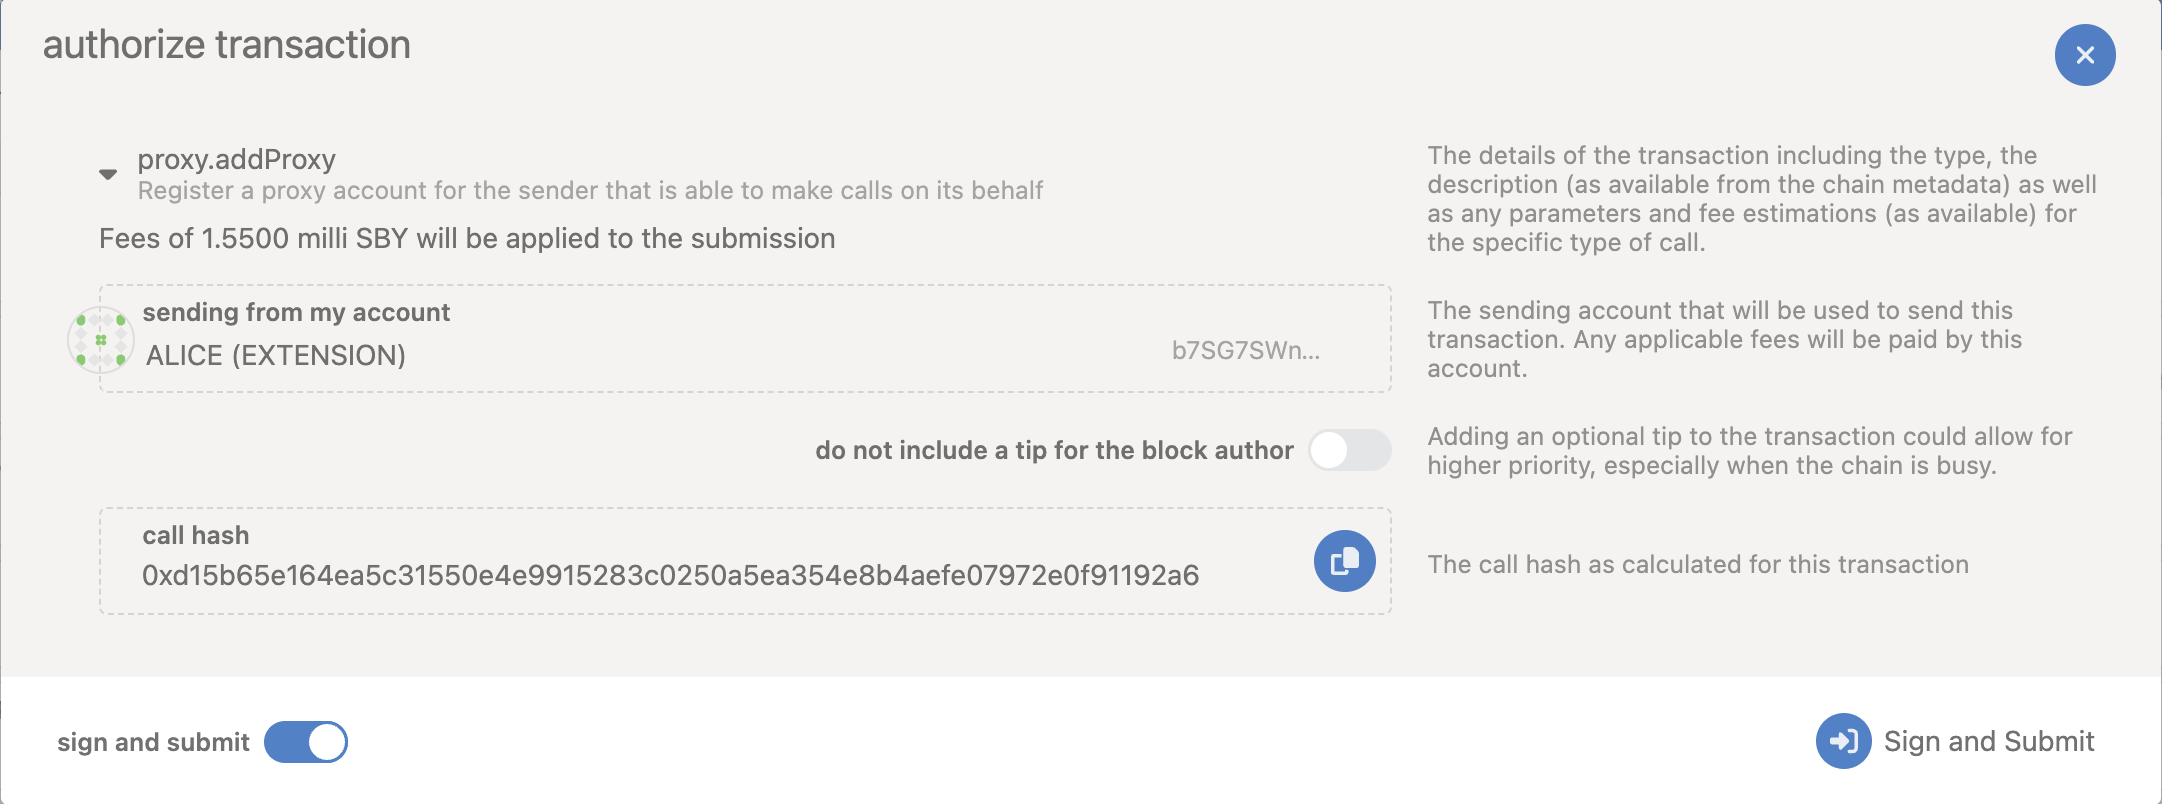 authorize transaction
proxy.addProxy
Register a proxy account for the sender that is able to make calls on its behalf
Fees of 1.5500 milli SBY will be applied to the submission
The details of the transaction including the type, the
description (as available from the chain metadata) as well
as any parameters and fee estimations (as available) for
the specific type of call.
sending from my account
ALICE (EXTENSION)
b7SG7SWn...
The sending account that will be used to send this
transaction. Any applicable fees will be paid by this
account.
do not include a tip for the block author
Adding an optional tip to the transaction could allow for
higher priority, especially when the chain is busy.
call hash
0xd15b65e164ea5c31550e4e9915283c0250a5ea354e8b4aefe07972e0f91192a6
The call hash as calculated for this transaction
sign and submit
Sign and Submit